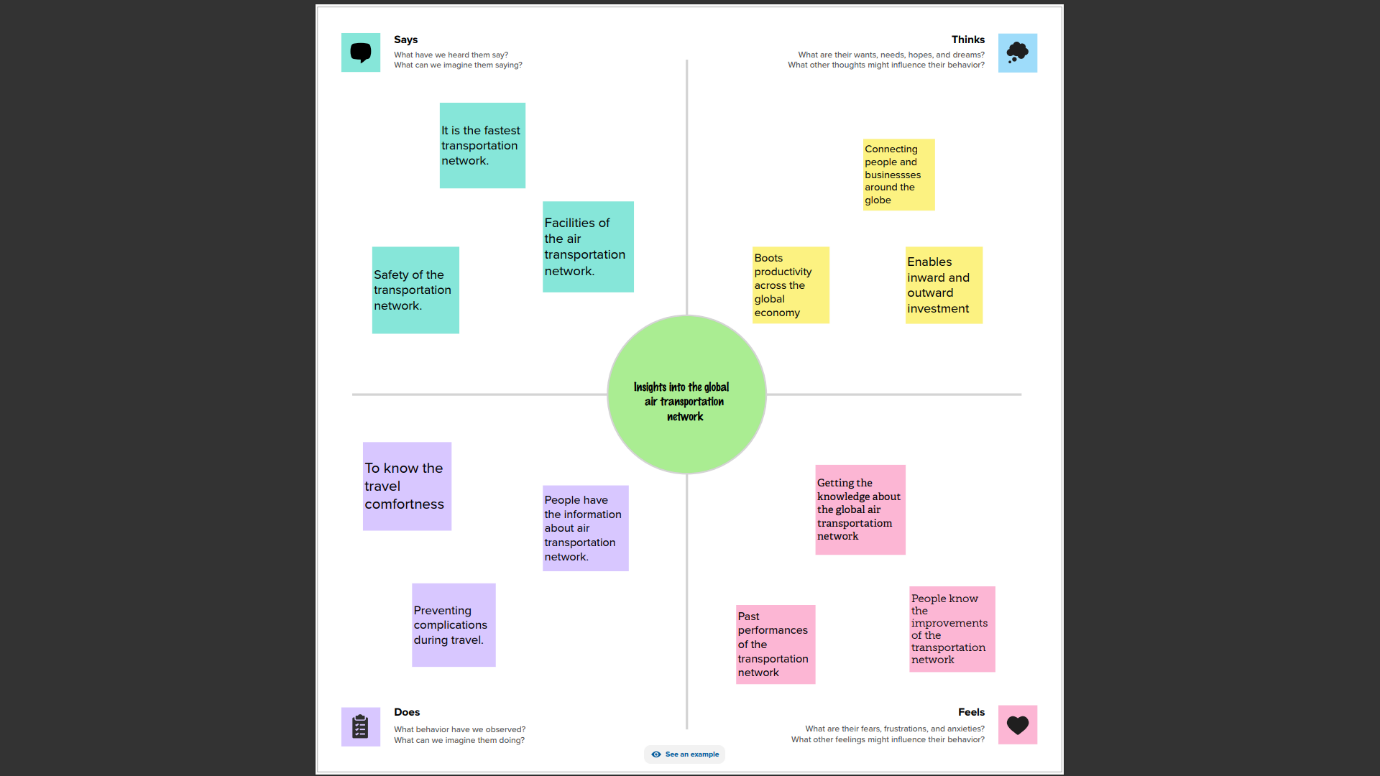 Says
What have we heard them say?
What can we imagine them saying?
Thinks
What are their wants, needs, hopes, and dreams?
What other thoughts might influence their behavior?
It is the fastest
transportation
network.
Facilities of
the air
transportation
network.
Safety of the
transportation
network.
Connecting
people and
businessses
around the
globe
Boots
productivity
across the
global
economy
Enables
inward and
outward
investment
Insights into the global
air transportation
network
To know the
travel
comfortness
People have
the information
about air
transportation
network.
Preventing
complications
during travel.
Getting the
knowledge about
the global air
transportatiom
network
Past
performances
of the
transportation
network
People know
the
improvements
of the
transportation
network
Does
What behavior have we observed?
What can we imagine them doing?
Feels
What are their fears, frustrations, and anxieties?
What other feelings might influence their behavior?
See an example